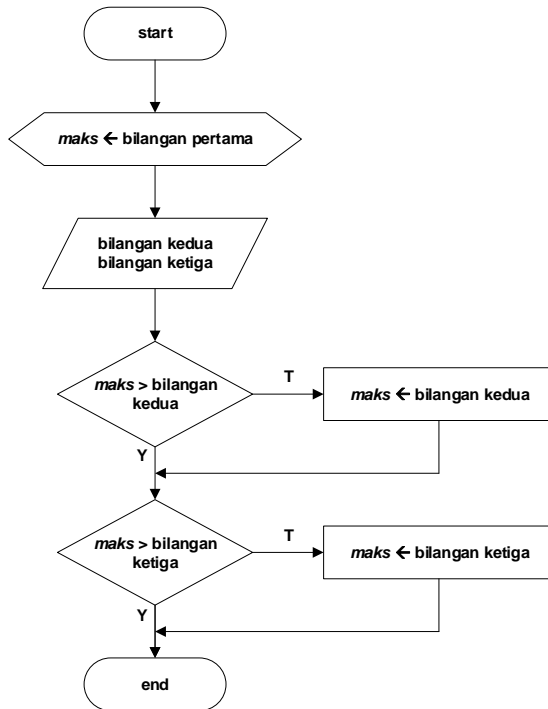 start
maks ← bilangan pertama
bilangan kedua
bilangan ketiga
maks > bilangan
kedua
T
maks ← bilangan kedua
Y
maks > bilangan
ketiga
T
maks ← bilangan ketiga
Y
end